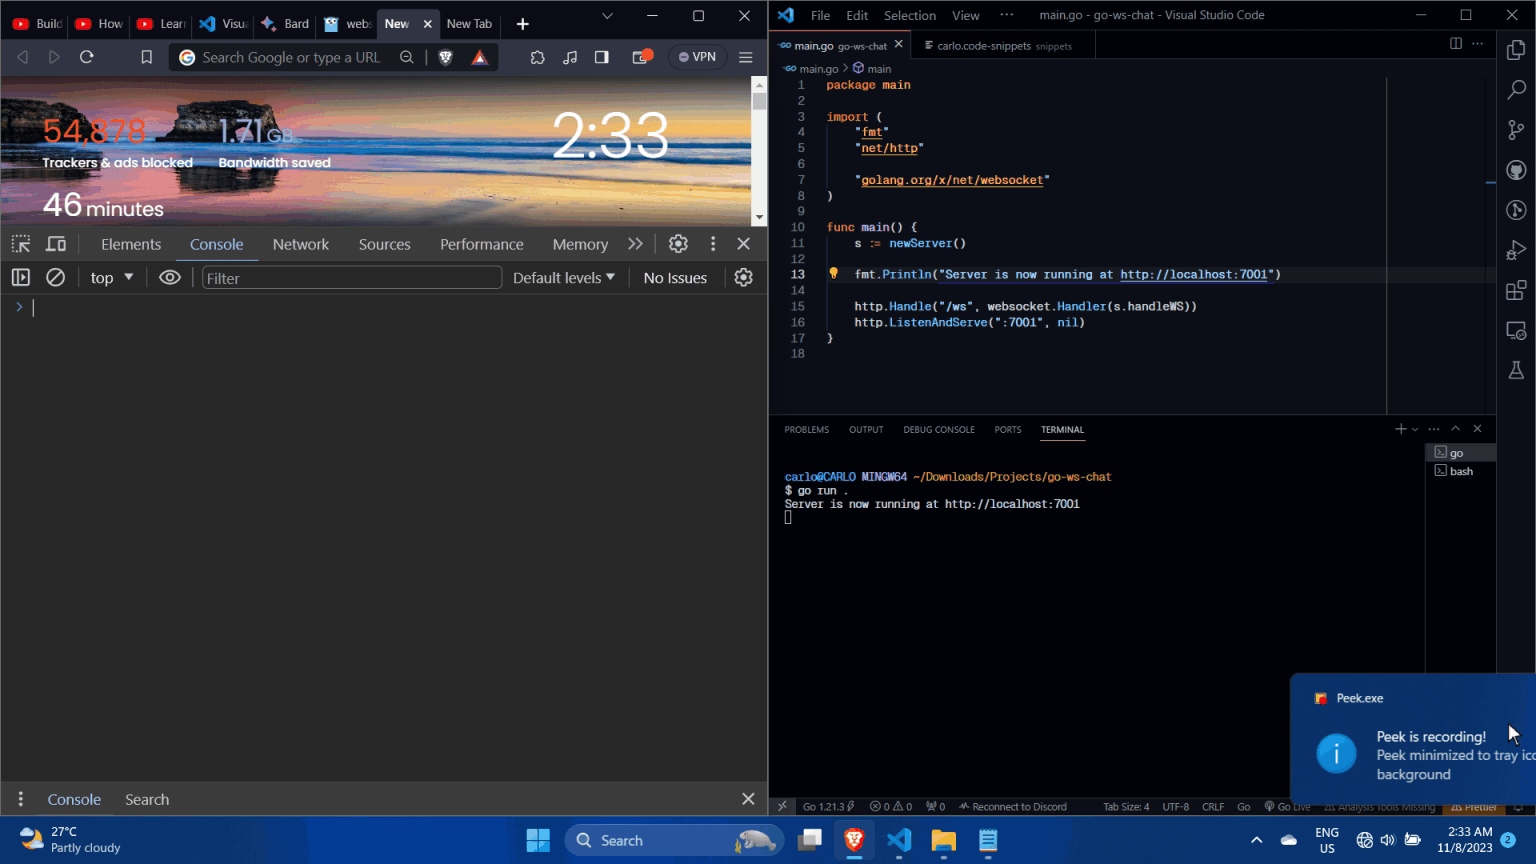 Build
How
Learn
Visu
Bard
webs
New
New Tab
Search Google or type a URL
VPN
54,878
Trackers & ads blocked
1.71 GB
Bandwidth saved
2:33
46 minutes
Elements
Console
Network
Sources
Performance
Memory
top
Filter
Default levels
No Issues
>
Console
Search
File
Edit
Selection
View
···
main.go - go-ws-chat - Visual Studio Code
main.go go-ws-chat
carlo.code-snippets snippets
main.go > main
1 package main
2
3 import (
4 "fmt"
5 "net/http"
6
7 "golang.org/x/net/websocket"
8 )
9
10 func main() {
11 s := newServer()
12
13 fmt.Println("Server is now running at http://localhost:7001")
14
15 http.Handle("/ws", websocket.Handler(s.handleWS))
16 http.ListenAndServe(":7001", nil)
17 }
18
PROBLEMS
OUTPUT
DEBUG CONSOLE
PORTS
TERMINAL
go
bash
carlo@CARLO MINGW64 ~/Downloads/Projects/go-ws-chat
$ go run .
Server is now running at http://localhost:7001
Peek.exe
Peek is recording!
Peek minimized to tray ico
background
Go 1.21.3
0 0
0
Reconnect to Discord
Tab Size: 4
UTF-8
CRLF
Go
Go Live
Analysis Tools Missing
Prettier
27°C
Partly cloudy
Search
ENG
US
2:33 AM
11/8/2023
2